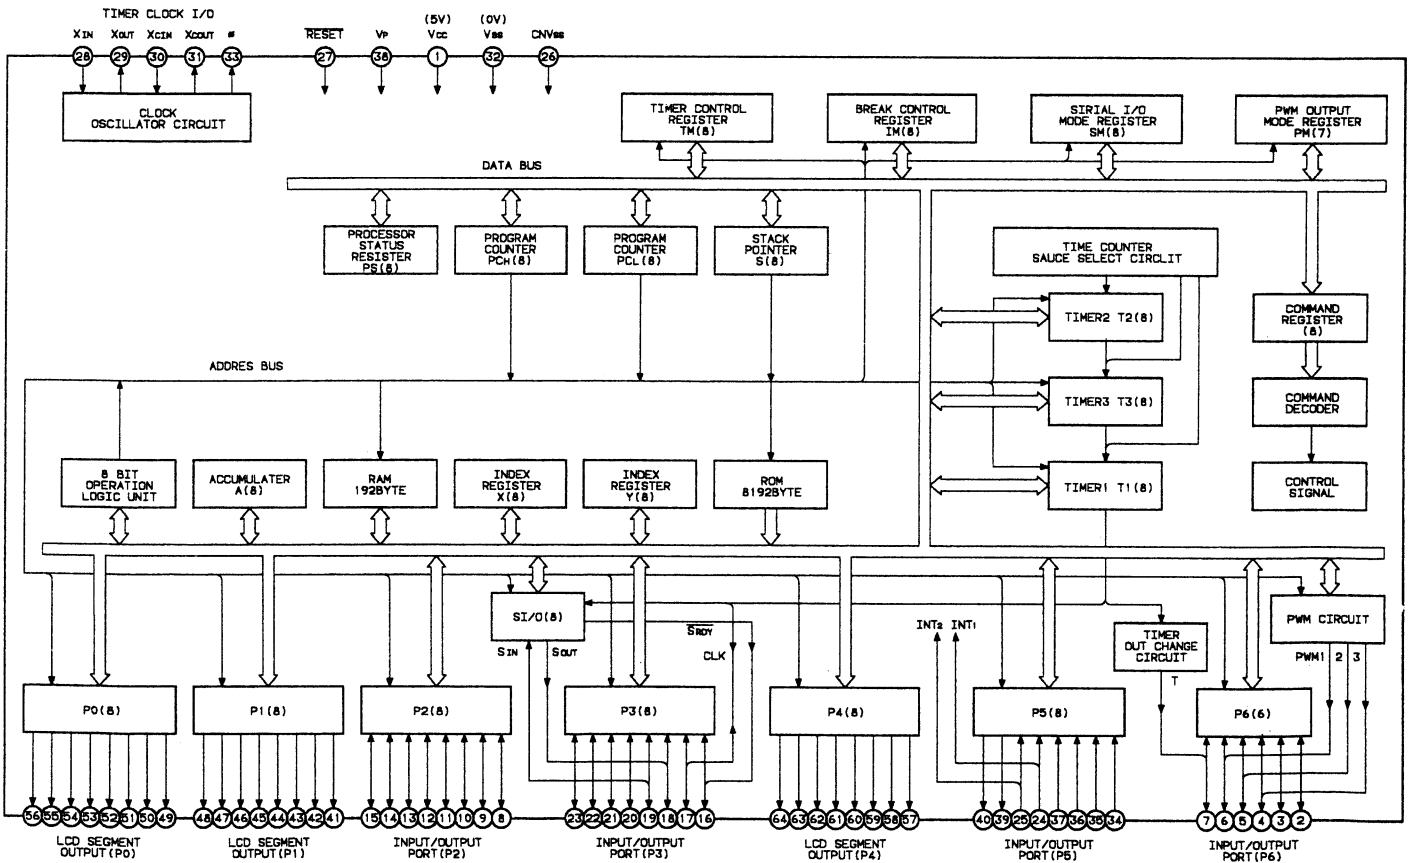 TIMER CLOCK I/O
XIN XOUT XCIN XCOUT ø
28 29 30 31 33
RESET VP (5V) VCC (0V) VSS CNVSS
27 38 1 32 26
CLOCK
OSCILLATOR CIRCUIT
TIMER CONTROL
REGISTER
TM(8)
BREAK CONTROL
REGISTER
IM(8)
SIRIAL I/O
MODE REGISTER
SM(8)
PWM OUTPUT
MODE REGISTER
PM(7)
DATA BUS
PROCESSOR
STATUS
RESISTER
PS(8)
PROGRAM
COUNTER
PCH(8)
PROGRAM
COUNTER
PCL(8)
STACK
POINTER
S(8)
TIME COUNTER
SAUCE SELECT CIRCLIT
TIMER2 T2(8)
COMMAND
REGISTER
(8)
ADDRES BUS
TIMER3 T3(8)
COMMAND
DECODER
8 BIT
OPERATION
LOGIC UNIT
ACCUMULATER
A(8)
RAM
192BYTE
INDEX
REGISTER
X(8)
INDEX
REGISTER
Y(8)
ROM
8192BYTE
TIMER1 T1(8)
CONTROL
SIGNAL
SI/O(8)
SIN SOUT
SRDY
CLK
INT2 INT1
TIMER
OUT CHANGE
CIRCUIT
T
PWM CIRCUIT
PWM1 2 3
P0(8) P1(8) P2(8) P3(8) P4(8) P5(8) P6(6)
56 55 54 53 52 51 50 49
48 47 46 45 44 43 42 41
15 14 13 12 11 10 9 8
23 22 21 20 19 18 17 16
64 63 62 61 60 59 58 57
40 39 25 24 37 36 35 34
7 6 5 4 3 2
LCD SEGMENT
OUTPUT(P0)
LCD SEGMENT
OUTPUT(P1)
INPUT/OUTPUT
PORT(P2)
INPUT/OUTPUT
PORT(P3)
LCD SEGMENT
OUTPUT(P4)
INPUT/OUTPUT
PORT(P5)
INPUT/OUTPUT
PORT(P6)